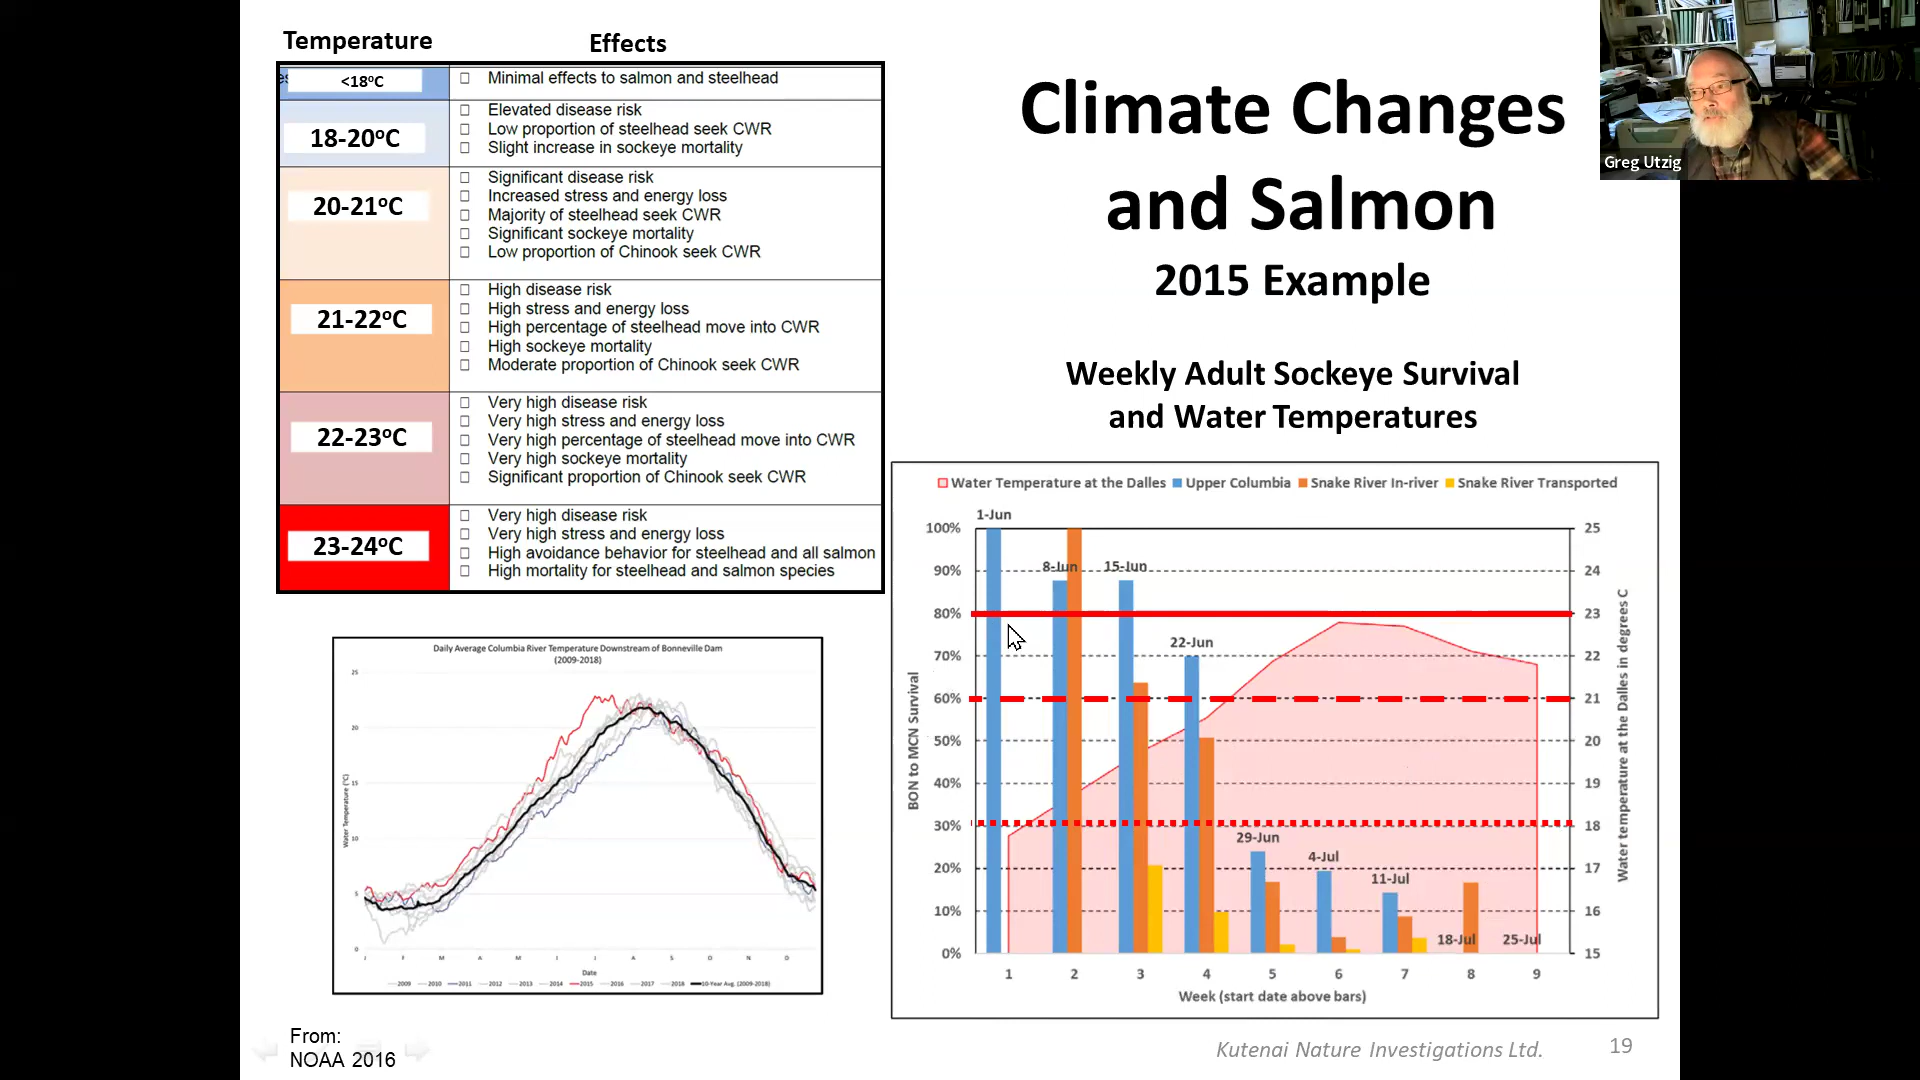 Temperature
Effects
<18°C
Minimal effects to salmon and steelhead
18-20°C
Elevated disease risk
Low proportion of steelhead seek CWR
Slight increase in sockeye mortality
20-21°C
Significant disease risk
Increased stress and energy loss
Majority of steelhead seek CWR
Significant sockeye mortality
Low proportion of Chinook seek CWR
21-22°C
High disease risk
High stress and energy loss
High percentage of steelhead move into CWR
High sockeye mortality
Moderate proportion of Chinook seek CWR
22-23°C
Very high disease risk
Very high stress and energy loss
Very high percentage of steelhead move into CWR
Very high sockeye mortality
Significant proportion of Chinook seek CWR
23-24°C
Very high disease risk
Very high stress and energy loss
High avoidance behavior for steelhead and all salmon
High mortality for steelhead and salmon species
Climate Changes
and Salmon
2015 Example
Greg Utzig
Weekly Adult Sockeye Survival
and Water Temperatures
Water Temperature at the Dalles Upper Columbia Snake River In-river Snake River Transported
1-Jun
8-Jun
15-Jun
22-Jun
29-Jun
4-Jul
11-Jul
18-Jul
25-Jul
100%
90%
80%
70%
60%
50%
40%
30%
20%
10%
0%
BON to MCN Survival
25
24
23
22
21
20
19
18
17
16
15
Water temperature at the Dalles in degrees C
1 2 3 4 5 6 7 8 9
Week (start date above bars)
Daily Average Columbia River Temperature Downstream of Bonneville Dam
(2009-2018)
25
20
15
10
5
0
Water Temperature (°C)
J F M A M J J A S O N D
Date
2009 2010 2011 2012 2013 2014 2015 2016 2017 2018 10-Year Avg. (2009-2018)
From:
NOAA 2016
Kutenai Nature Investigations Ltd.
19